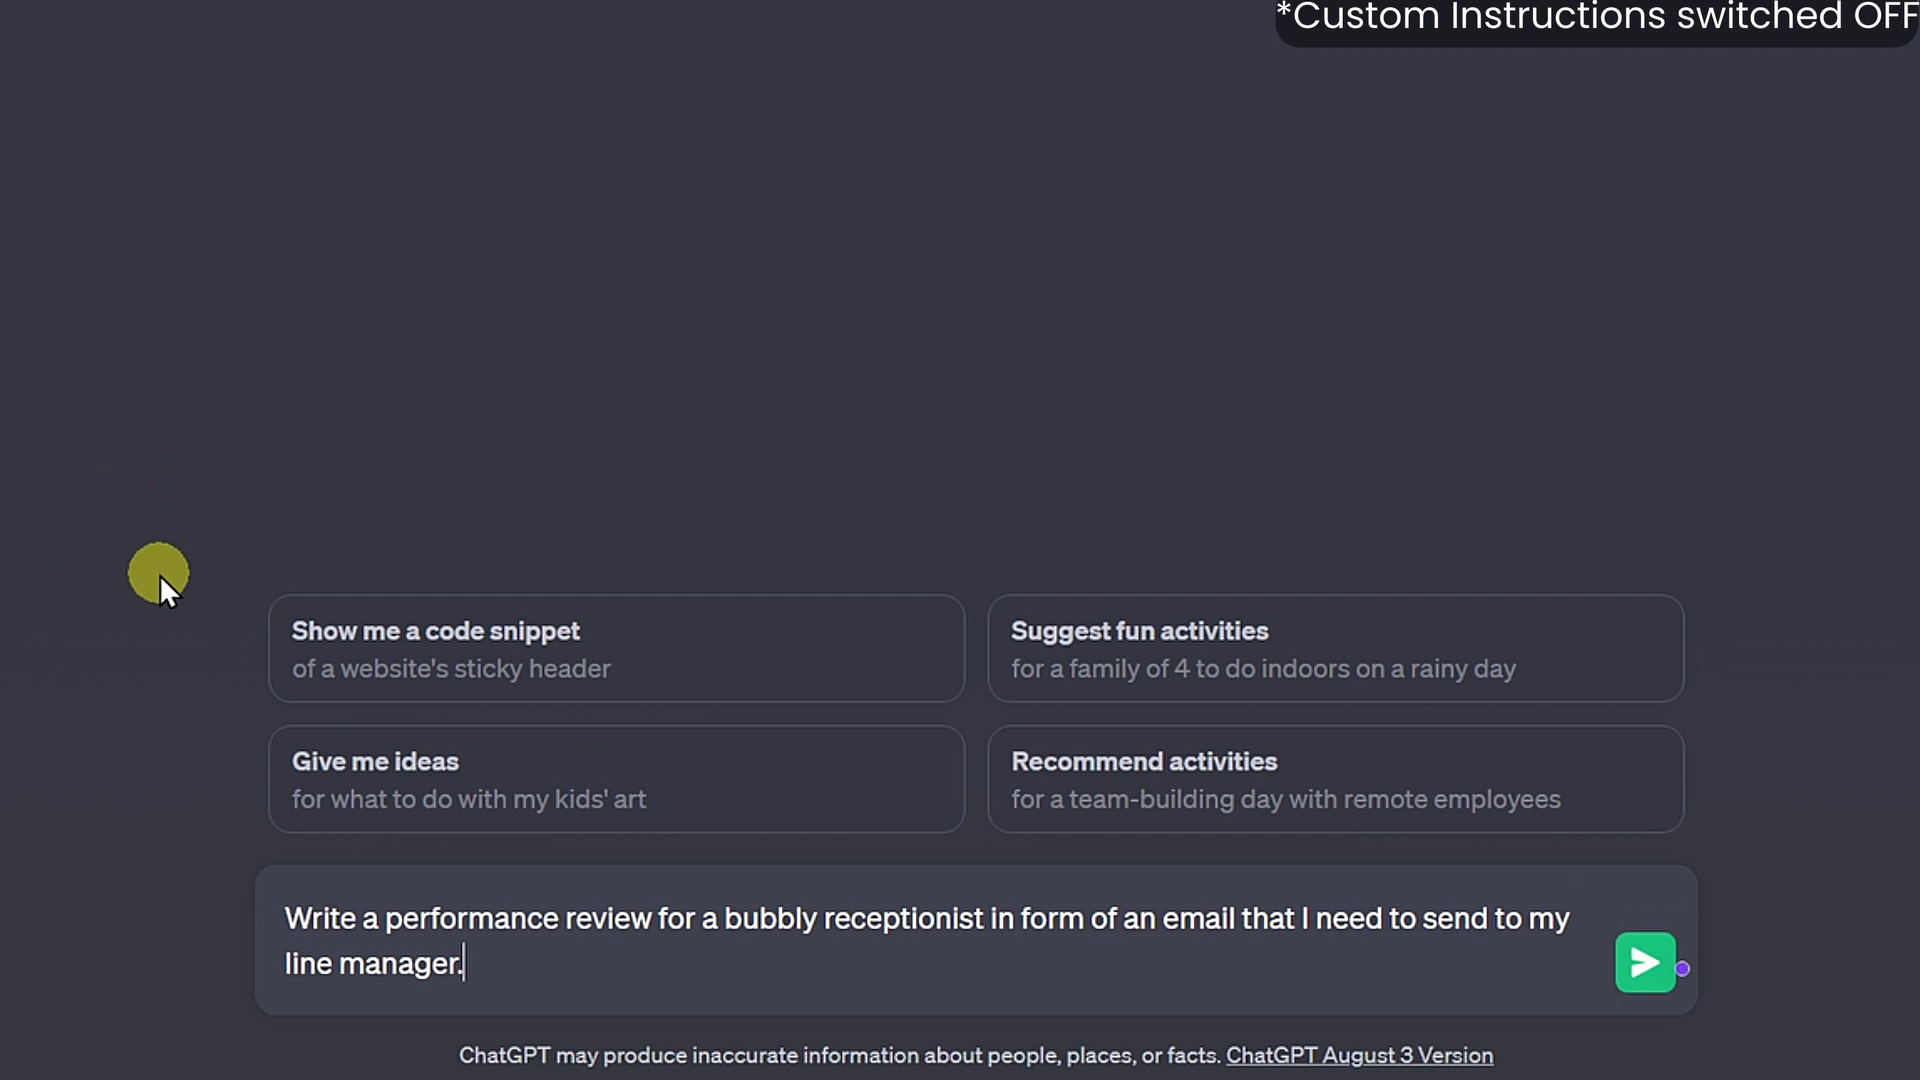 *Custom Instructions switched OFF
Show me a code snippet
of a website's sticky header
Suggest fun activities
for a family of 4 to do indoors on a rainy day
Give me ideas
for what to do with my kids' art
Recommend activities
for a team-building day with remote employees
Write a performance review for a bubbly receptionist in form of an email that I need to send to my
line manager.
ChatGPT may produce inaccurate information about people, places, or facts. ChatGPT August 3 Version